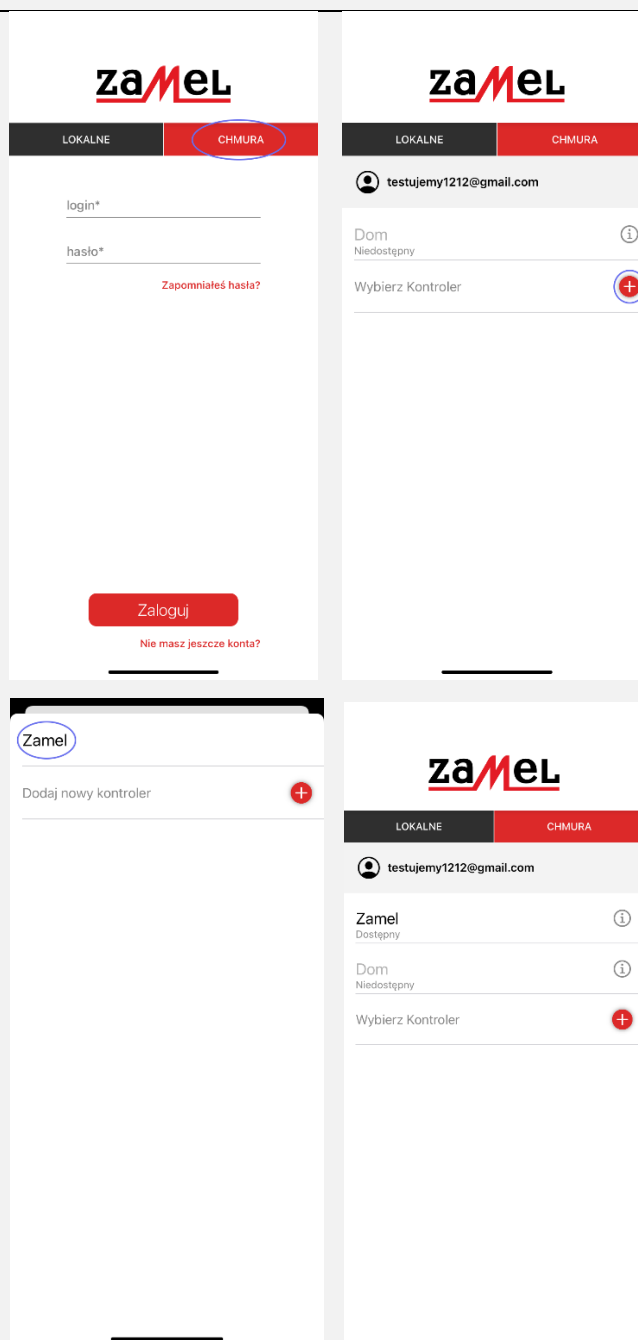 zaMeL
LOKALNE CHMURA
login*
hasło*
Zapomniałeś hasła?
Zaloguj
Nie masz jeszcze konta?
zaMeL
LOKALNE CHMURA
testujemy1212@gmail.com
Dom
Niedostępny
Wybierz Kontroler
Zamel
Dodaj nowy kontroler
zaMeL
LOKALNE CHMURA
testujemy1212@gmail.com
Zamel
Dostępny
Dom
Niedostępny
Wybierz Kontroler